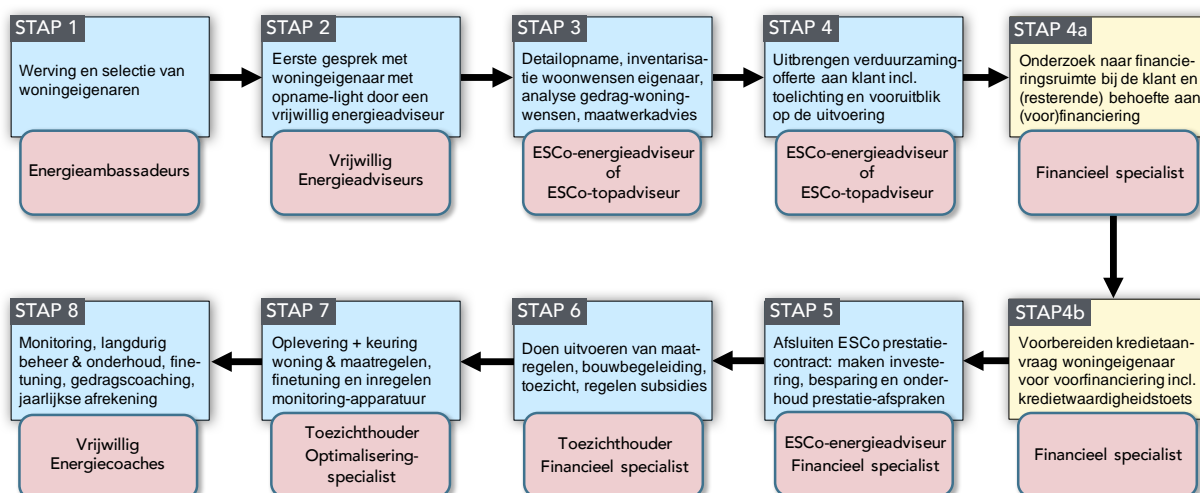 STAP 1
Werving en selectie van
woningeigenaren
Energieambassadeurs
STAP 2
Eerste gesprek met
woningeigenaar met
opname-light door een
vrijwillig energieadviseur
Vrijwillig
Energieadviseurs
STAP 3
Detailopname, inventarisa-
tie woonwensen eigenaar,
analyse gedrag-woning-
wensen, maatwerkadvies
ESCo-energieadviseur
of
ESCo-topadviseur
STAP 4
Uitbrengen verduurzaming-
offerte aan klant incl.
toelichting en vooruitblik
op de uitvoering
ESCo-energieadviseur
of
ESCo-topadviseur
STAP 4a
Onderzoek naar financie-
ringsruimte bij de klant en
(resterende) behoefte aan
(voor)financiering
Financieel specialist
STAP4b
Voorbereiden kredietaan-
vraag woningeigenaar
voor voorfinanciering incl.
kredietwaardigheidstoets
Financieel specialist
STAP 5
Afsluiten ESCo prestatie-
contract: maken investe-
ring, besparing en onder-
houd prestatie-afspraken
ESCo-energieadviseur
Financieel specialist
STAP 6
Doen uitvoeren van maat-
regelen, bouwbegeleiding,
toezicht, regelen subsidies
Toezichthouder
Financieel specialist
STAP 7
Oplevering + keuring
woning & maatregelen,
finetuning en inregelen
monitoring-apparatuur
Toezichthouder
Optimalisering-
specialist
STAP 8
Monitoring, langdurig
beheer & onderhoud, fine-
tuning, gedragscoaching,
jaarlijkse afrekening
Vrijwillig
Energiecoaches